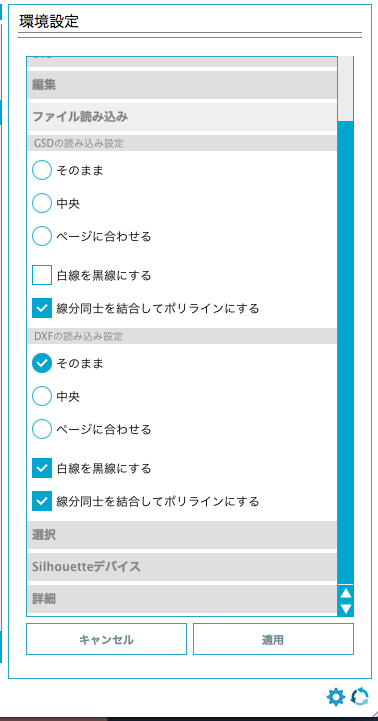 環境設定
編集
ファイル読み込み
GSDの読み込み設定
そのまま
中央
ページに合わせる
白線を黒線にする
線分同士を結合してポリラインにする
DXFの読み込み設定
そのまま
中央
ページに合わせる
白線を黒線にする
線分同士を結合してポリラインにする
選択
Silhouetteデバイス
詳細
キャンセル
適用